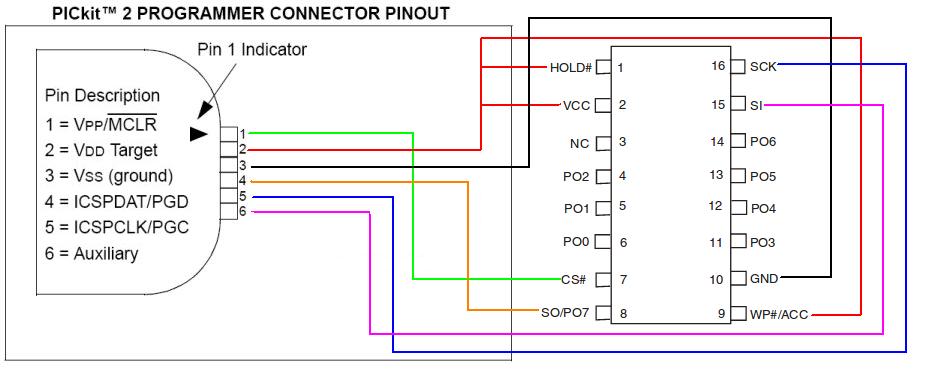 PICkit™ 2 PROGRAMMER CONNECTOR PINOUT
Pin 1 Indicator
Pin Description
1 = VPP/MCLR
2 = VDD Target
3 = VSS (ground)
4 = ICSPDAT/PGD
5 = ICSPCLK/PGC
6 = Auxiliary
1
2
3
4
5
6
HOLD# 1 16 SCK
VCC 2 15 SI
NC 3 14 PO6
PO2 4 13 PO5
PO1 5 12 PO4
PO0 6 11 PO3
CS# 7 10 GND
SO/PO7 8 9 WP#/ACC